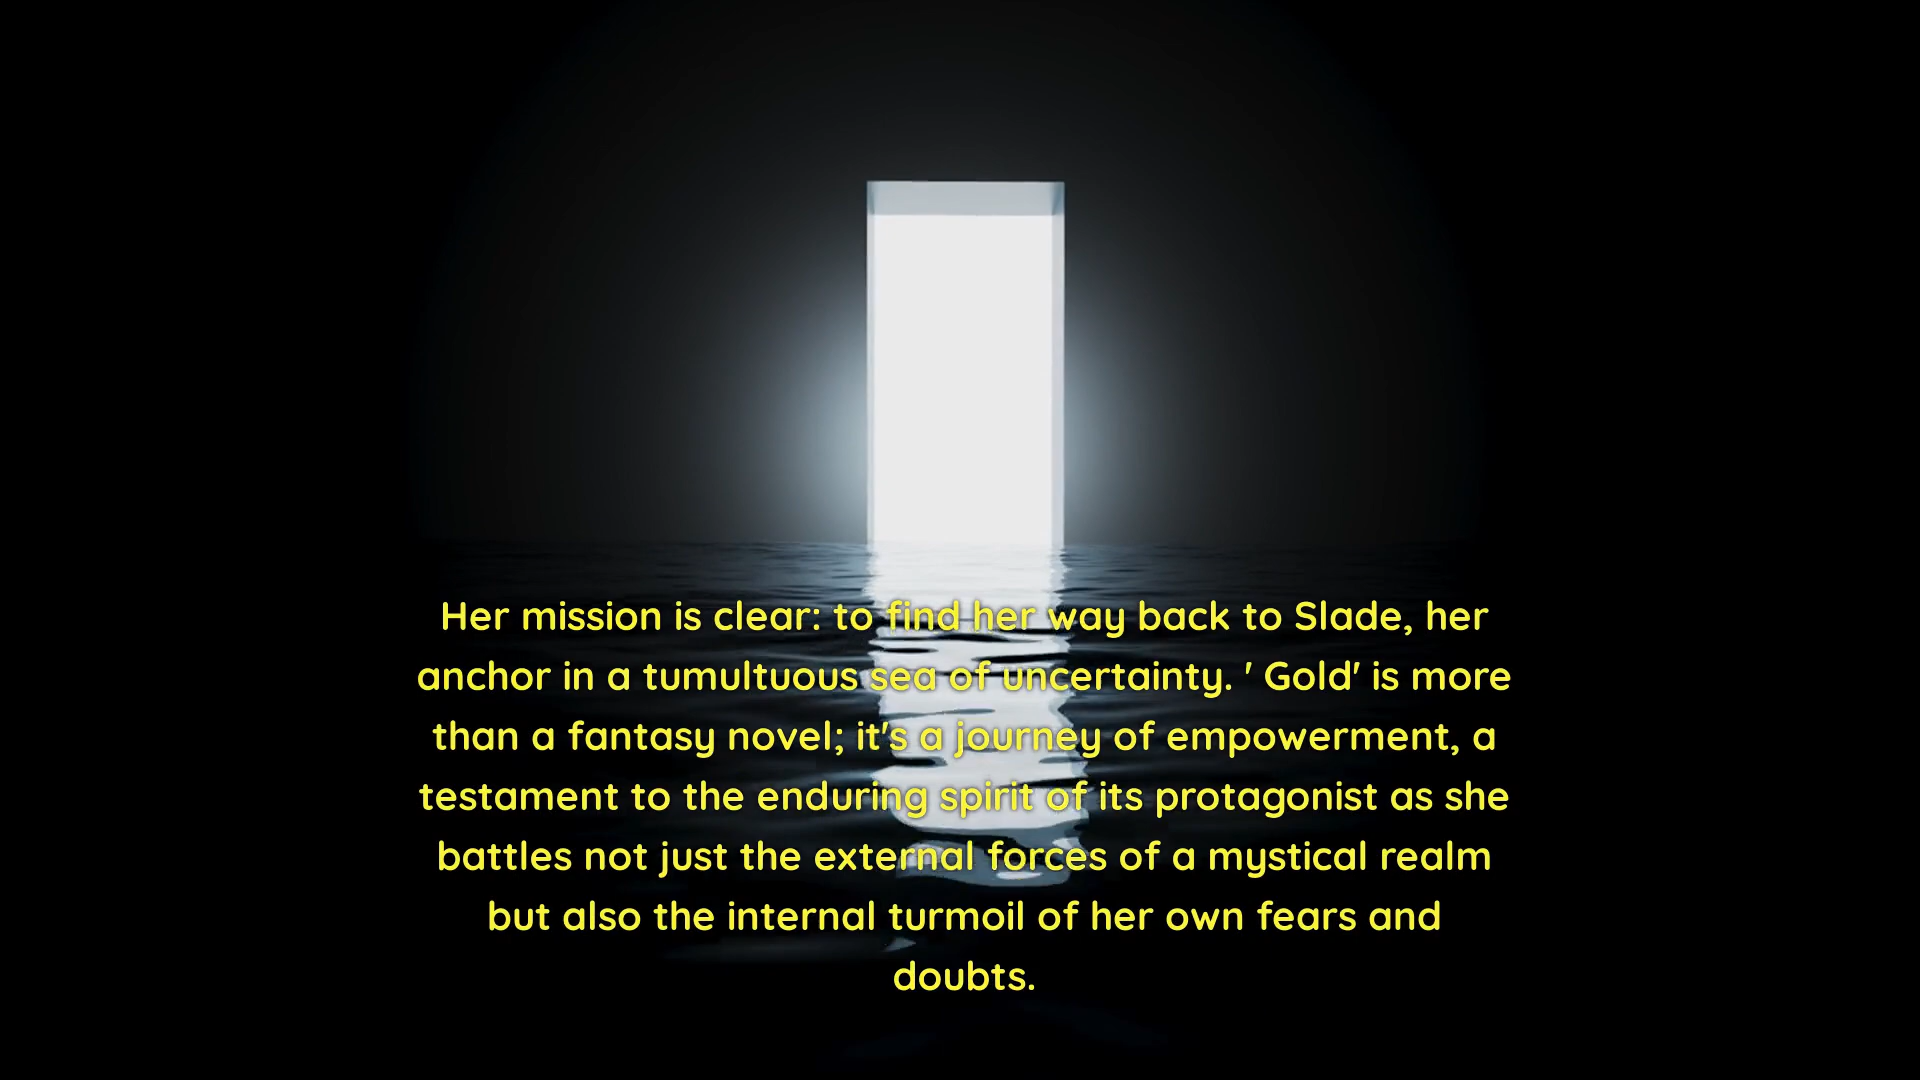 Her mission is clear: to find her way back to Slade, her
anchor in a tumultuous sea of uncertainty. ' Gold' is more
than a fantasy novel; it's a journey of empowerment, a
testament to the enduring spirit of its protagonist as she
battles not just the external forces of a mystical realm
but also the internal turmoil of her own fears and
doubts.